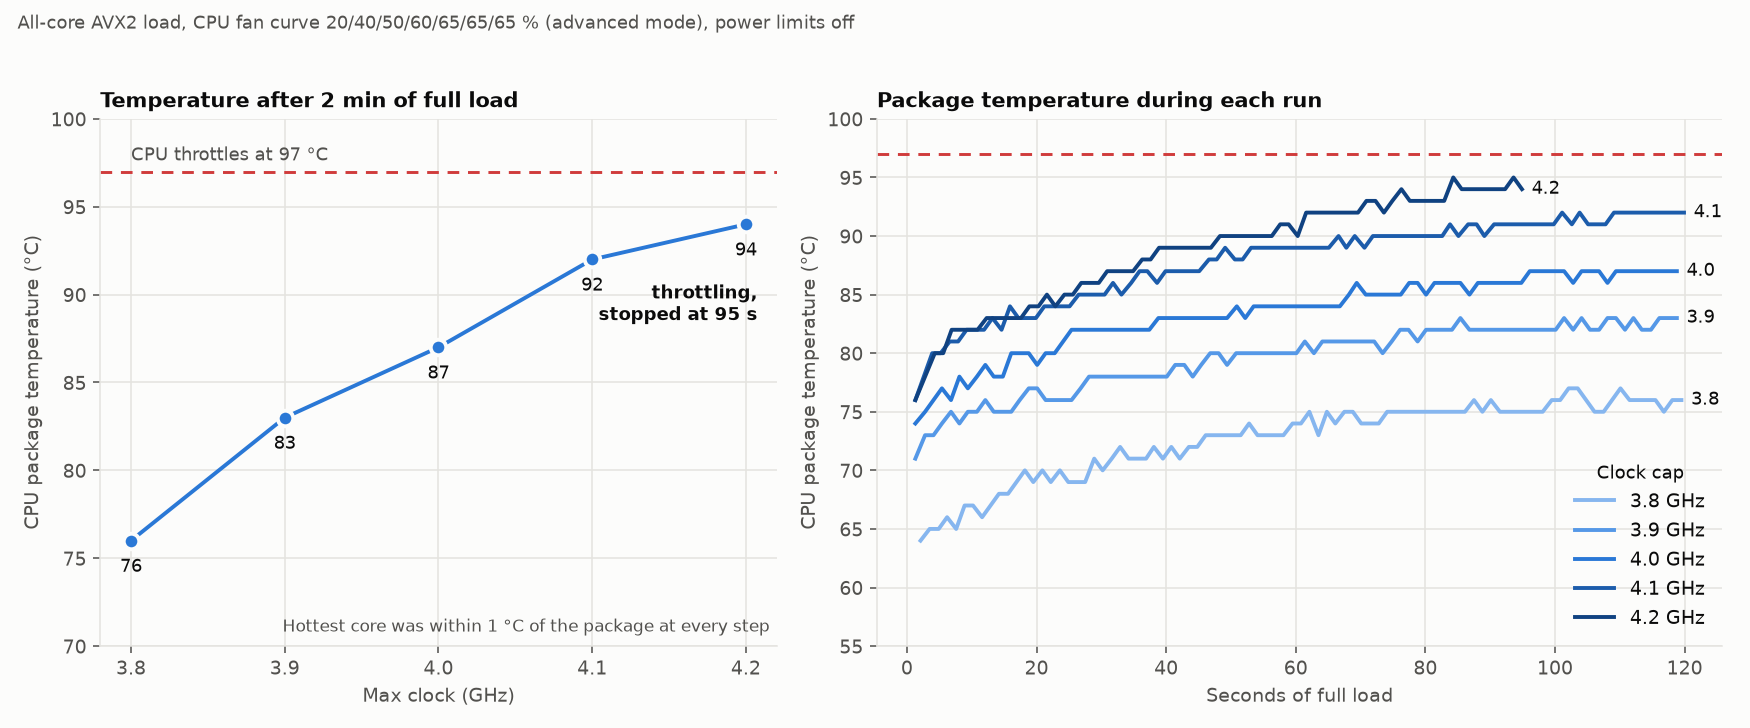 All-core AVX2 load, CPU fan curve 20/40/50/60/65/65/65 % (advanced mode), power limits off
Temperature after 2 min of full load
CPU package temperature (°C)
100
95
90
85
80
75
70
CPU throttles at 97 °C
76
83
87
92
94
throttling,
stopped at 95 s
Hottest core was within 1 °C of the package at every step
3.8
3.9
4.0
4.1
4.2
Max clock (GHz)
Package temperature during each run
CPU package temperature (°C)
100
95
90
85
80
75
70
65
60
55
4.2
4.1
4.0
3.9
3.8
Clock cap
3.8 GHz
3.9 GHz
4.0 GHz
4.1 GHz
4.2 GHz
0
20
40
60
80
100
120
Seconds of full load